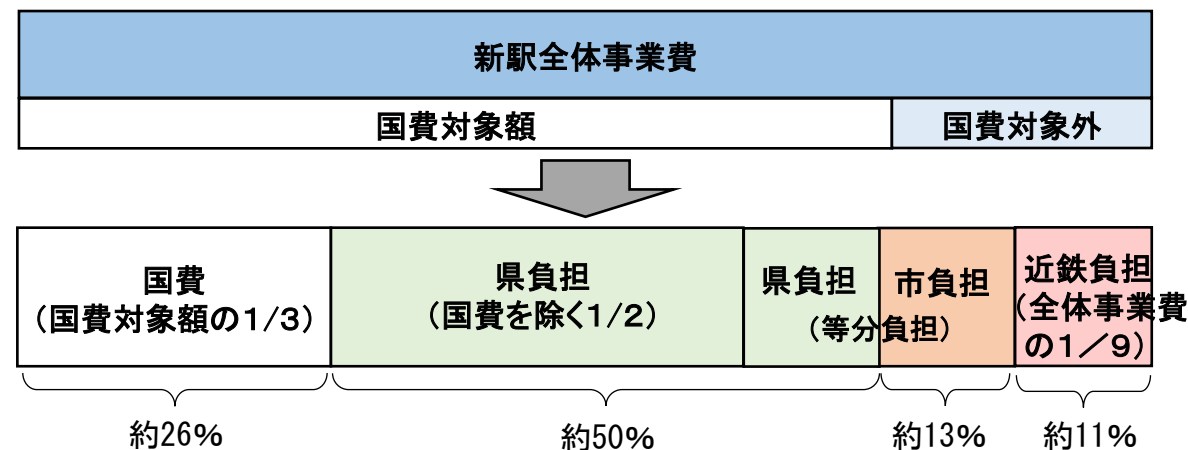 新駅全体事業費
国費対象額
国費対象外
国費
(国費対象額の1/3)
県負担
(国費を除く1/2)
県負担
市負担
(等分負担)
近鉄負担
(全体事業費
の1/9)
約26%
約50%
約13%
約11%